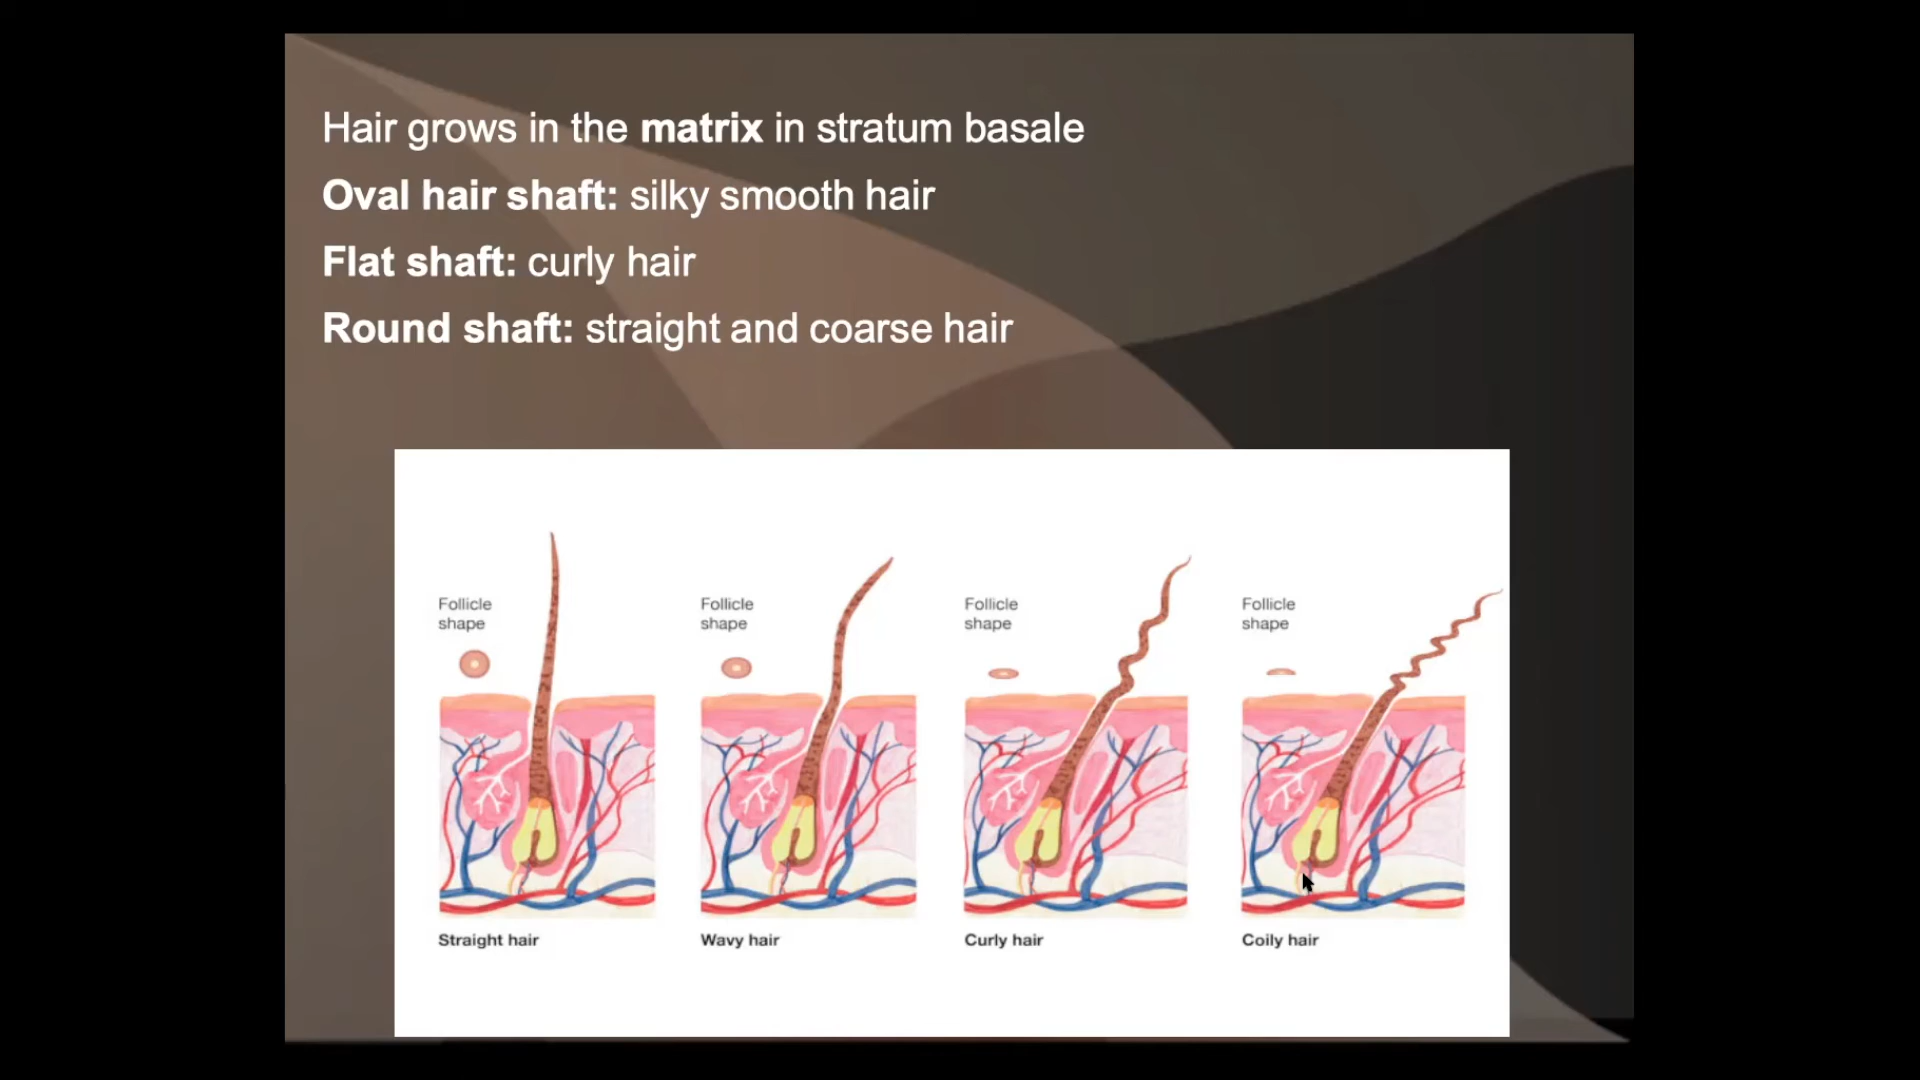 Hair grows in the matrix in stratum basale
Oval hair shaft: silky smooth hair
Flat shaft: curly hair
Round shaft: straight and coarse hair
Follicle
shape
Follicle
shape
Follicle
shape
Follicle
shape
Straight hair
Wavy hair
Curly hair
Coily hair